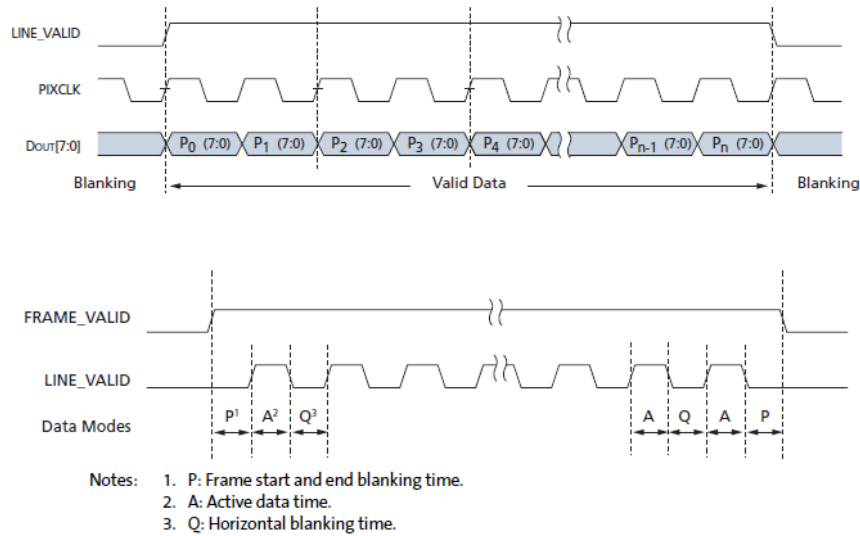 LINE_VALID
PIXCLK
DOUT[7:0]
P0 (7:0) P1 (7:0) P2 (7:0) P3 (7:0) P4 (7:0) Pn-1 (7:0) Pn (7:0)
Blanking Valid Data Blanking
FRAME_VALID
LINE_VALID
Data Modes P1 A2 Q3 A Q A P
Notes: 1. P: Frame start and end blanking time.
2. A: Active data time.
3. Q: Horizontal blanking time.